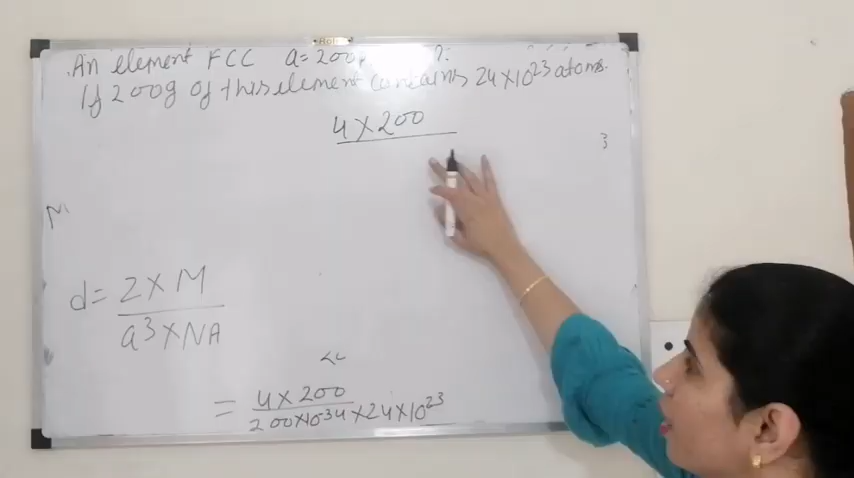 An element FCC a=200
If 200g of this element contains 24×10²³ atoms.
4×200
3
d= Z×M
a³×NA
= 4×200
200×10⁻³⁴×24×10²³